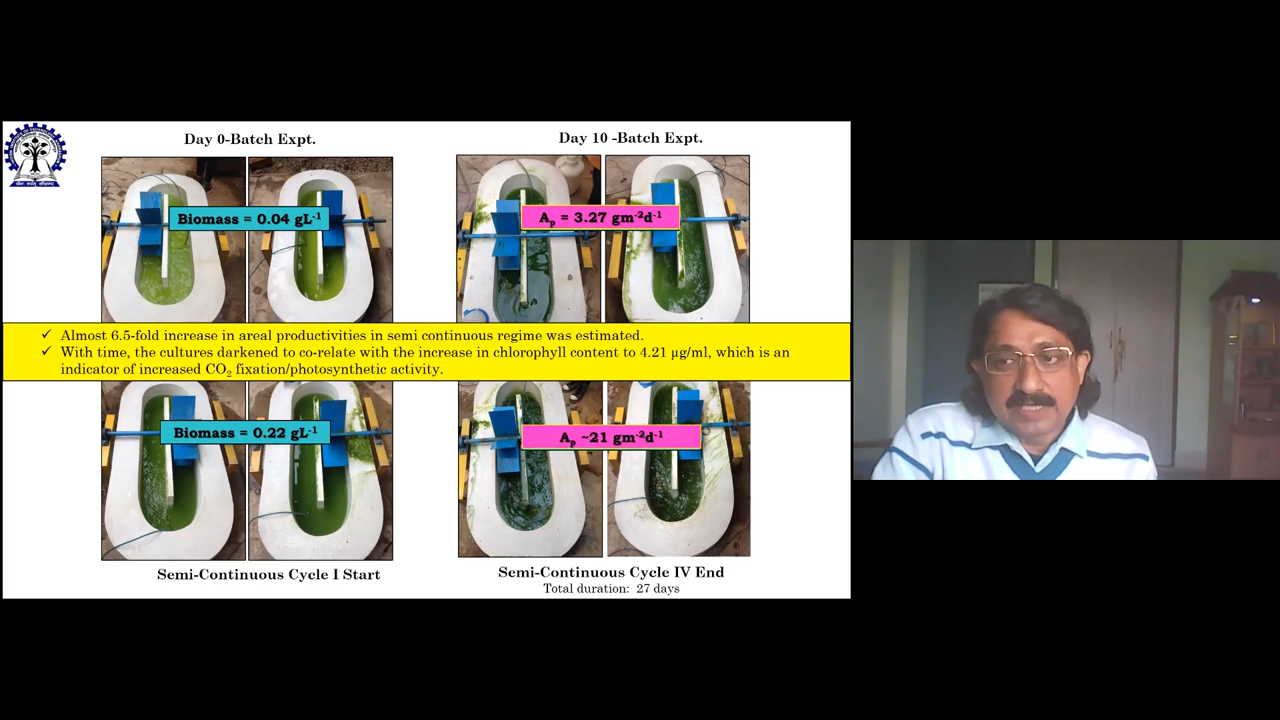 Day 0-Batch Expt.
Day 10 -Batch Expt.
Biomass = 0.04 gL⁻¹
Aₚ = 3.27 gm⁻²d⁻¹
✓ Almost 6.5-fold increase in areal productivities in semi continuous regime was estimated.
✓ With time, the cultures darkened to co-relate with the increase in chlorophyll content to 4.21 µg/ml, which is an
indicator of increased CO₂ fixation/photosynthetic activity.
Biomass = 0.22 gL⁻¹
Aₚ ~21 gm⁻²d⁻¹
Semi-Continuous Cycle I Start
Semi-Continuous Cycle IV End
Total duration: 27 days